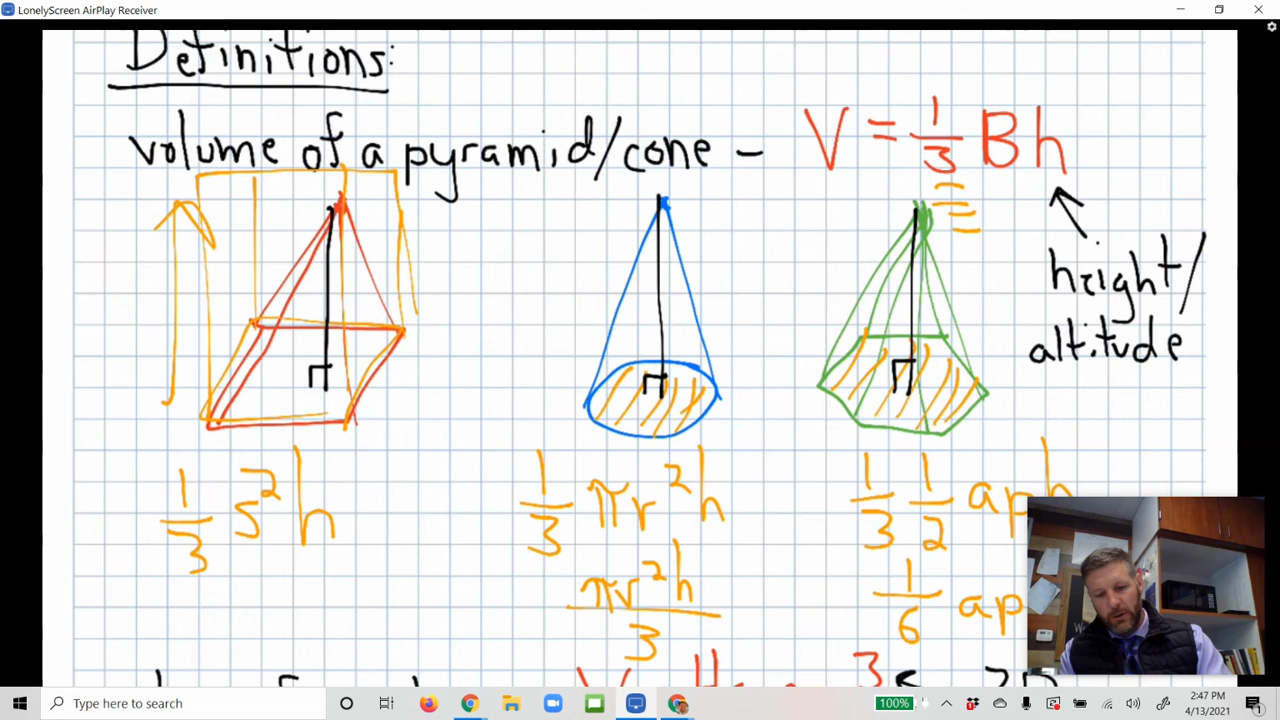 LonelyScreen AirPlay Receiver
Definitions:
volume of a pyramid/cone -
V = 1/3 Bh
height/
altitude
1/3 s²h
1/3 πr²h
1/3 1/2 aph
πr²h/3
1/6 ap
Type here to search
100%
2:47 PM
4/13/2021